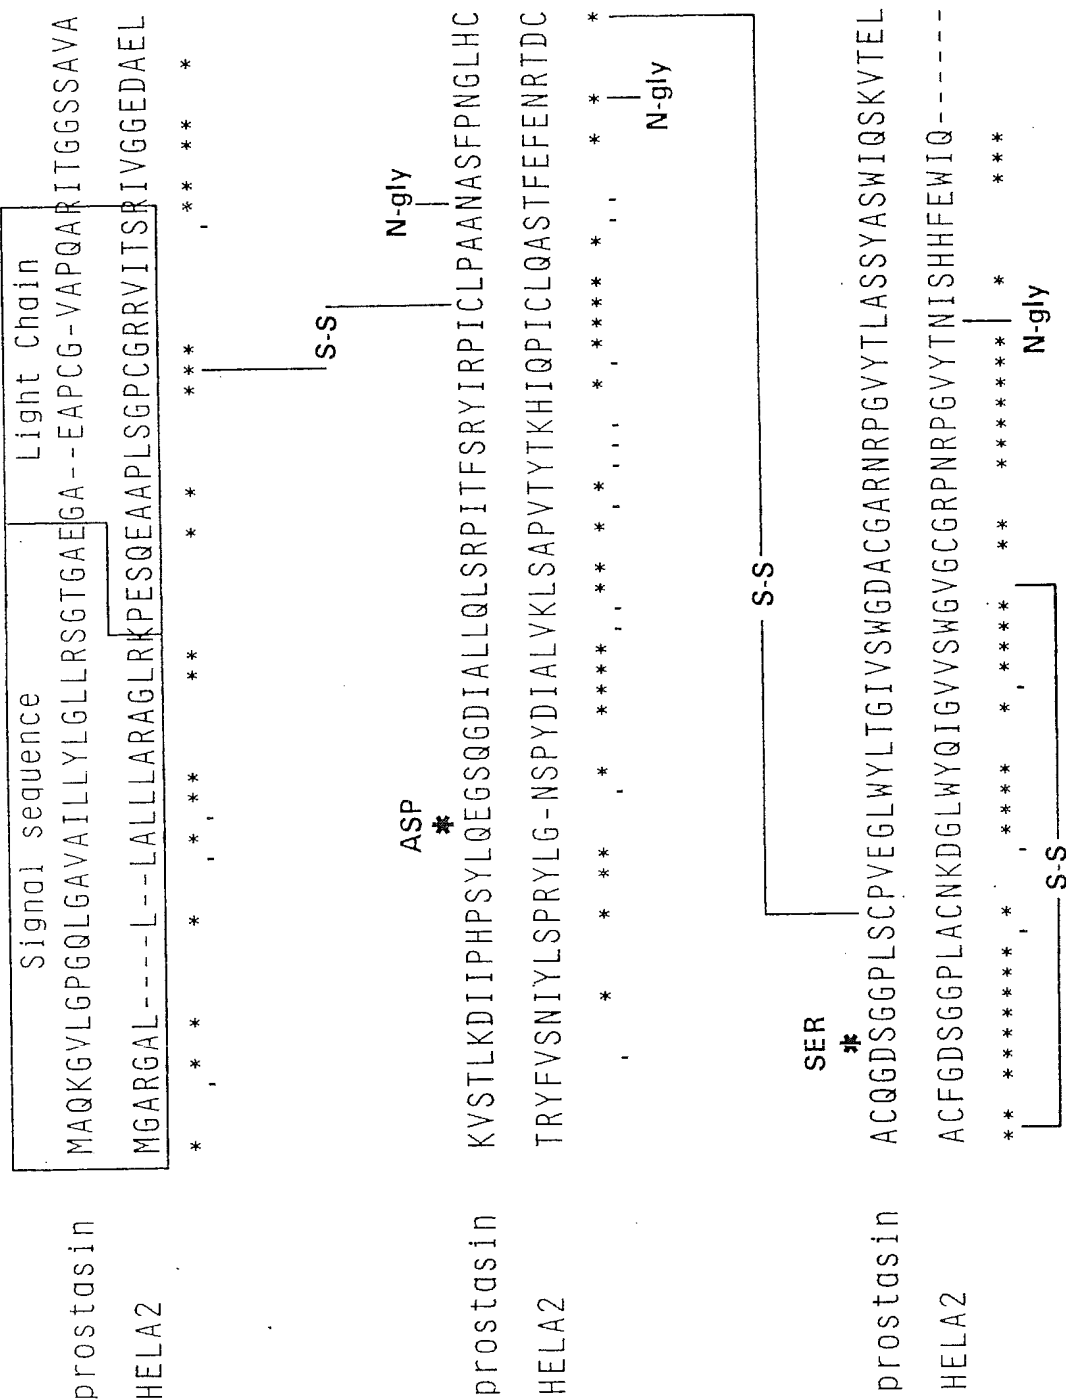 Signal sequence Light Chain
prostasin MAQKGVLGPGQLGAVAILLYLGLLRSGTGAEGA--EAPCG-VAPQARITGGSSAVA
HELA2 MGARGAL----L--LALLLARAGLRKPESQEAAPLSGPCGRRVITSRIVGGEDAEL
S-S
ASP N-gly
*
prostasin KVSTLKDIIPHPSYLQEGSQGDIALLQLSRPITFSRYIRPICLPAANASFPNGLHC
HELA2 TRYFVSNIYLSPRYLG-NSPYDIALVKLSAPVTYTKHIQPICLQASTFEFENRTDC
N-gly
S-S
SER
*
prostasin ACQGDSGGPLSCPVEGLWYLTGIVSWGDACGARNRPGVYTLASSYASWIQSKVTEL
HELA2 ACFGDSGGPLACNKDGLWYQIGVVSWGVGCGRPNRPGVYTNISHHFEWIQ------
N-gly
S-S